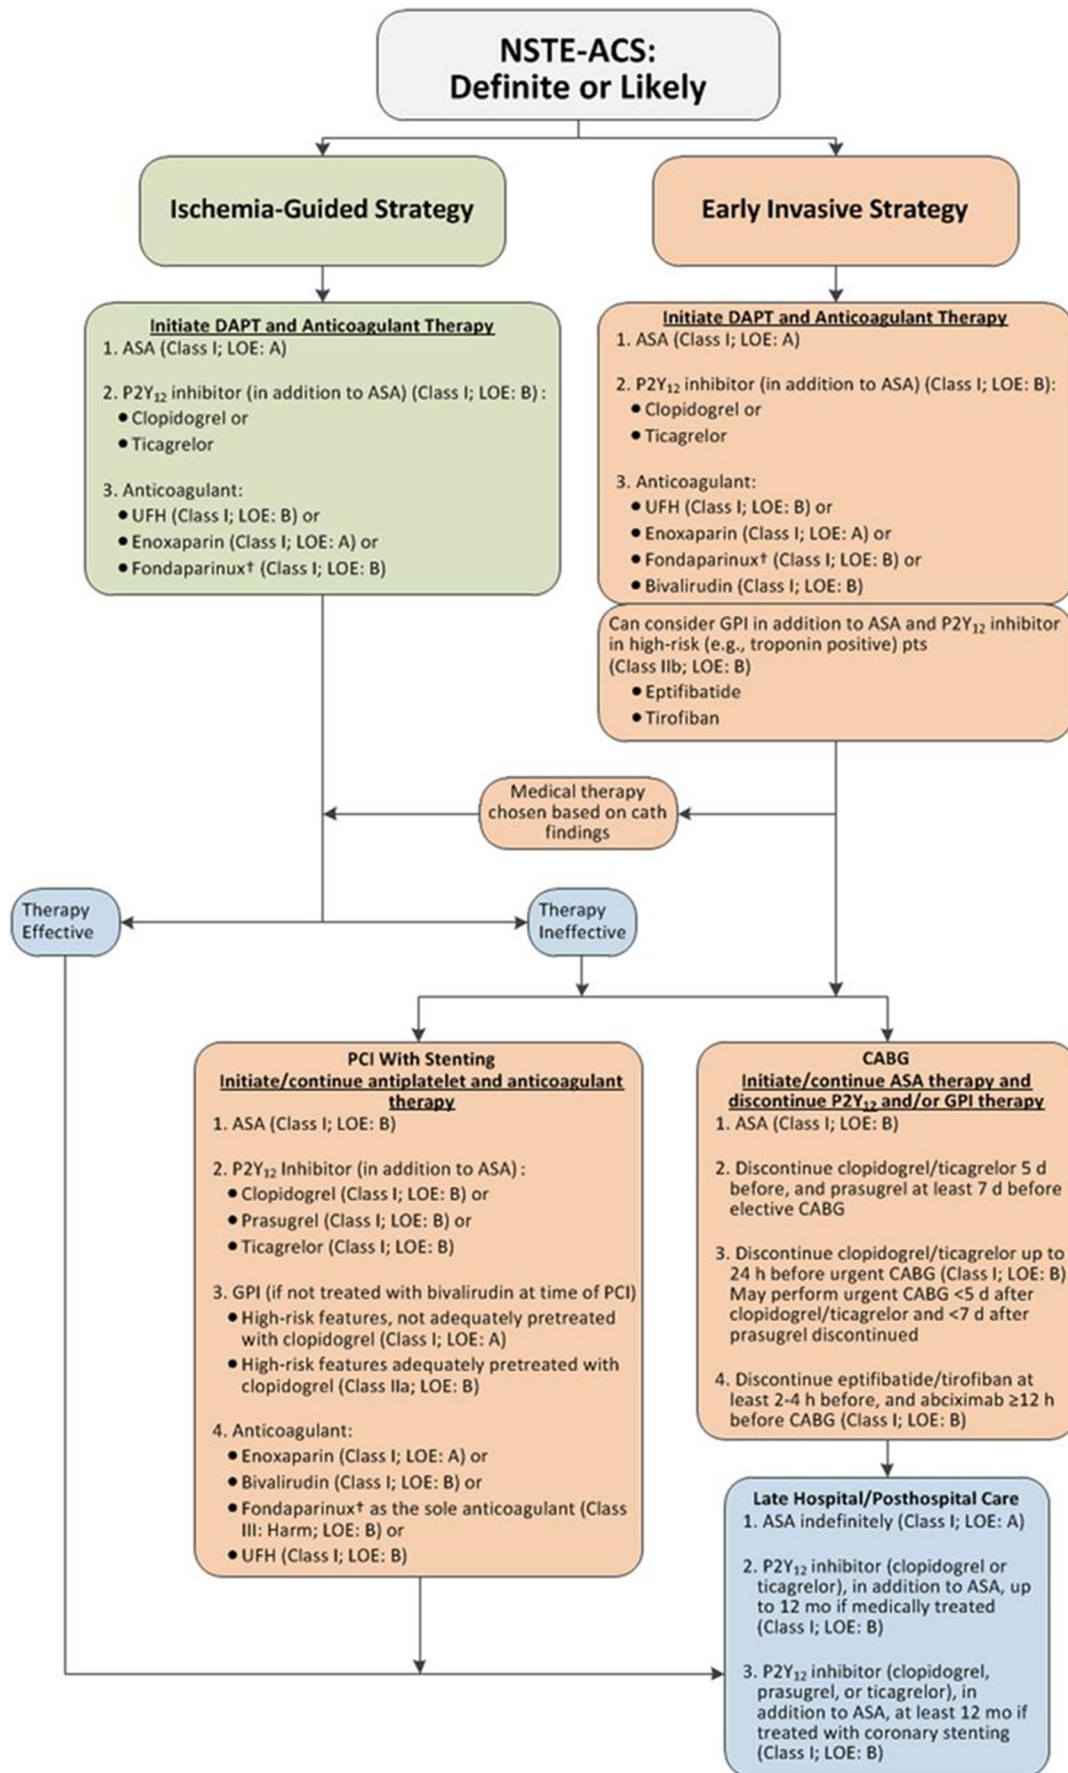 NSTE-ACS:
Definite or Likely
Ischemia-Guided Strategy
Early Invasive Strategy
Initiate DAPT and Anticoagulant Therapy
1. ASA (Class I; LOE: A)
2. P2Y₁₂ inhibitor (in addition to ASA) (Class I; LOE: B) :
● Clopidogrel or
● Ticagrelor
3. Anticoagulant:
● UFH (Class I; LOE: B) or
● Enoxaparin (Class I; LOE: A) or
● Fondaparinux† (Class I; LOE: B)
Initiate DAPT and Anticoagulant Therapy
1. ASA (Class I; LOE: A)
2. P2Y₁₂ inhibitor (in addition to ASA) (Class I; LOE: B):
● Clopidogrel or
● Ticagrelor
3. Anticoagulant:
● UFH (Class I; LOE: B) or
● Enoxaparin (Class I; LOE: A) or
● Fondaparinux† (Class I; LOE: B) or
● Bivalirudin (Class I; LOE: B)
Can consider GPI in addition to ASA and P2Y₁₂ inhibitor
in high-risk (e.g., troponin positive) pts
(Class IIb; LOE: B)
● Eptifibatide
● Tirofiban
Medical therapy
chosen based on cath
findings
Therapy
Effective
Therapy
Ineffective
PCI With Stenting
Initiate/continue antiplatelet and anticoagulant
therapy
1. ASA (Class I; LOE: B)
2. P2Y₁₂ Inhibitor (in addition to ASA) :
● Clopidogrel (Class I; LOE: B) or
● Prasugrel (Class I; LOE: B) or
● Ticagrelor (Class I; LOE: B)
3. GPI (if not treated with bivalirudin at time of PCI)
● High-risk features, not adequately pretreated
with clopidogrel (Class I; LOE: A)
● High-risk features adequately pretreated with
clopidogrel (Class IIa; LOE: B)
4. Anticoagulant:
● Enoxaparin (Class I; LOE: A) or
● Bivalirudin (Class I; LOE: B) or
● Fondaparinux† as the sole anticoagulant (Class
III: Harm; LOE: B) or
● UFH (Class I; LOE: B)
CABG
Initiate/continue ASA therapy and
discontinue P2Y₁₂ and/or GPI therapy
1. ASA (Class I; LOE: B)
2. Discontinue clopidogrel/ticagrelor 5 d
before, and prasugrel at least 7 d before
elective CABG
3. Discontinue clopidogrel/ticagrelor up to
24 h before urgent CABG (Class I; LOE: B).
May perform urgent CABG <5 d after
clopidogrel/ticagrelor and <7 d after
prasugrel discontinued
4. Discontinue eptifibatide/tirofiban at
least 2-4 h before, and abciximab ≥12 h
before CABG (Class I; LOE: B)
Late Hospital/Posthospital Care
1. ASA indefinitely (Class I; LOE: A)
2. P2Y₁₂ inhibitor (clopidogrel or
ticagrelor), in addition to ASA, up
to 12 mo if medically treated
(Class I; LOE: B)
3. P2Y₁₂ inhibitor (clopidogrel,
prasugrel, or ticagrelor), in
addition to ASA, at least 12 mo if
treated with coronary stenting
(Class I; LOE: B)